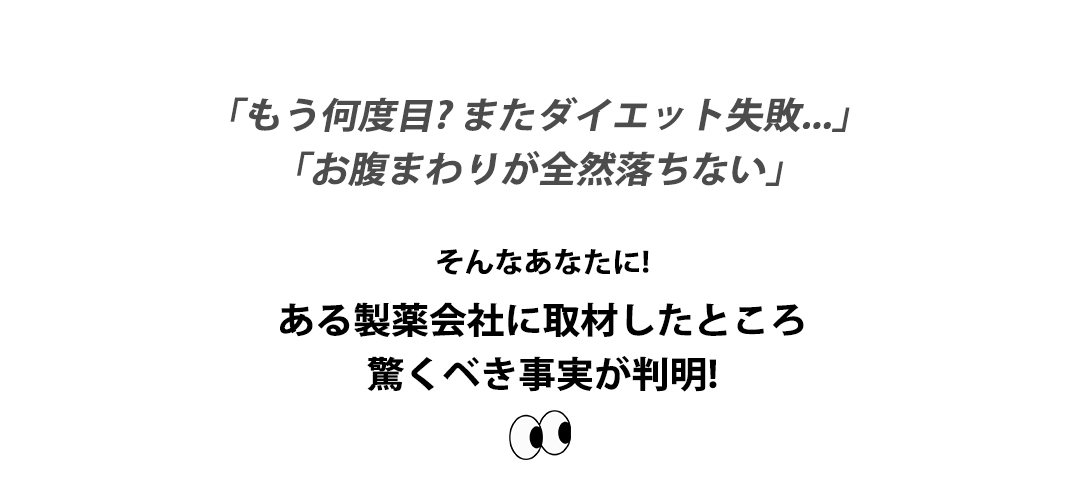 「もう何度目? またダイエット失敗...」
「お腹まわりが全然落ちない」
そんなあなたに!
ある製薬会社に取材したところ
驚くべき事実が判明!